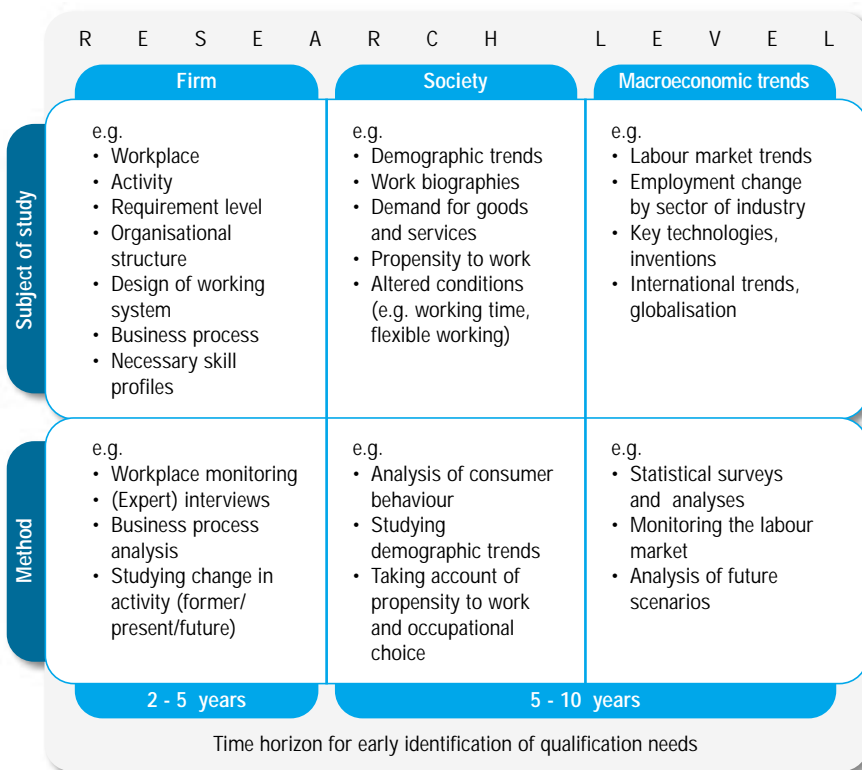 RESEARCH LEVEL
Firm
Society
Macroeconomic trends
Subject of study
e.g.
• Workplace
• Activity
• Requirement level
• Organisational
structure
• Design of working
system
• Business process
• Necessary skill
profiles
e.g.
• Demographic trends
• Work biographies
• Demand for goods
and services
• Propensity to work
• Altered conditions
(e.g. working time,
flexible working)
e.g.
• Labour market trends
• Employment change
by sector of industry
• Key technologies,
inventions
• International trends,
globalisation
Method
e.g.
• Workplace monitoring
• (Expert) interviews
• Business process
analysis
• Studying change in
activity (former/
present/future)
e.g.
• Analysis of consumer
behaviour
• Studying
demographic trends
• Taking account of
propensity to work
and occupational
choice
e.g.
• Statistical surveys
and analyses
• Monitoring the labour
market
• Analysis of future
scenarios
2 - 5 years
5 - 10 years
Time horizon for early identification of qualification needs